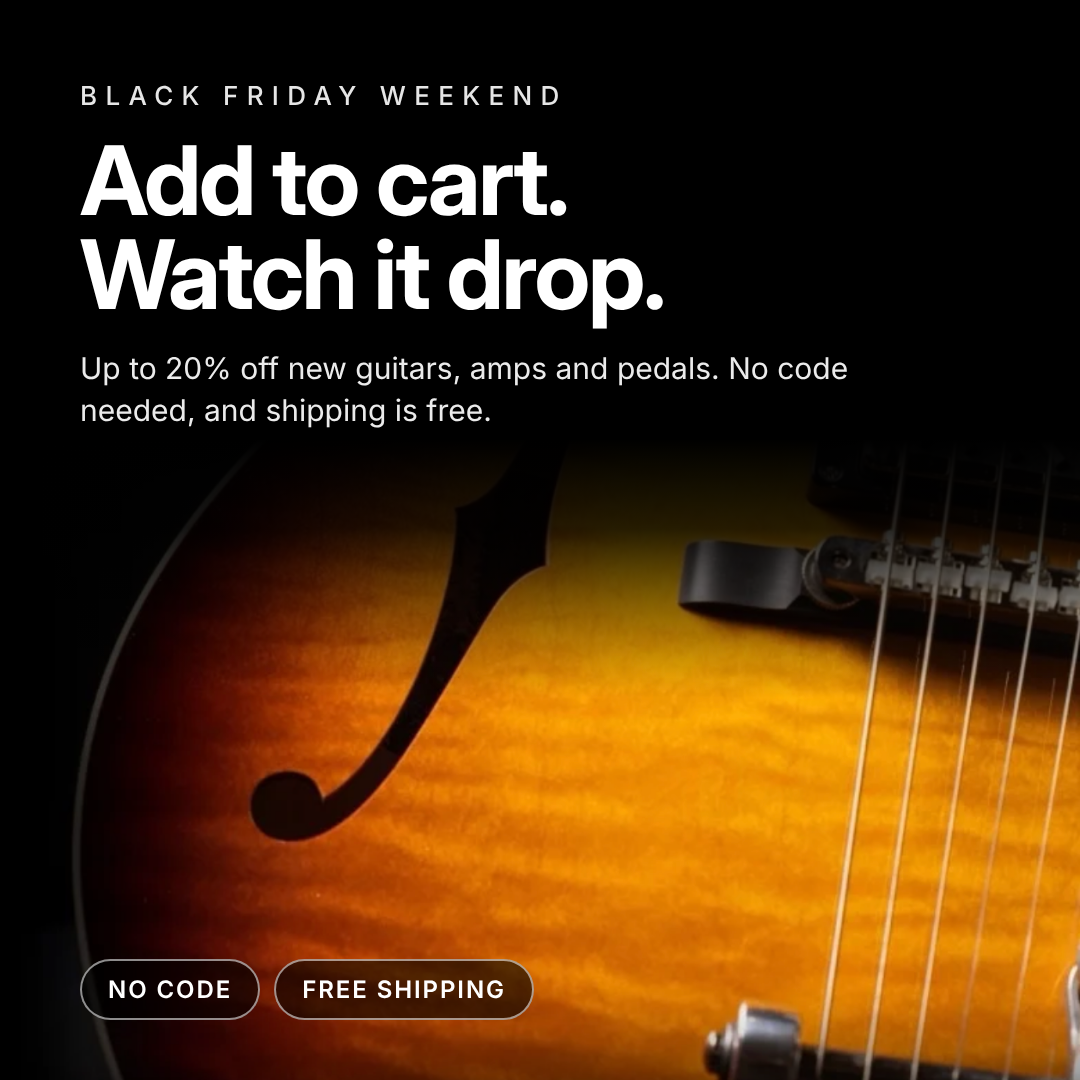 BLACK FRIDAY WEEKEND
Add to cart.
Watch it drop.
Up to 20% off new guitars, amps and pedals. No code
needed, and shipping is free.
NO CODE
FREE SHIPPING